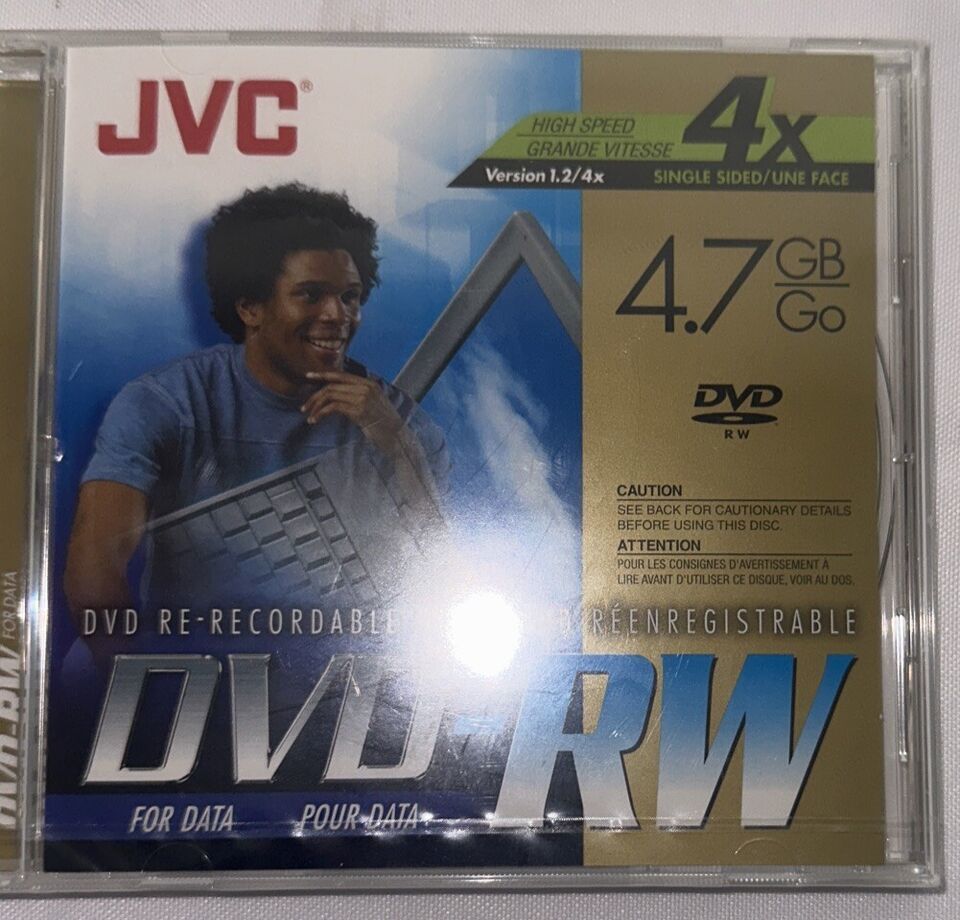 JVC®
HIGH SPEED
GRANDE VITESSE
4x
Version 1.2/4x
SINGLE SIDED/UNE FACE
4.7 GB
Go
DVD
RW
CAUTION
SEE BACK FOR CAUTIONARY DETAILS
BEFORE USING THIS DISC.
ATTENTION
POUR LES CONSIGNES D'AVERTISSEMENT À
LIRE AVANT D'UTILISER CE DISQUE, VOIR AU DOS.
DVD RE-RECORDABLE
RÉENREGISTRABLE
DVD-RW
FOR DATA
POUR DATA
DVD-RW FOR DATA